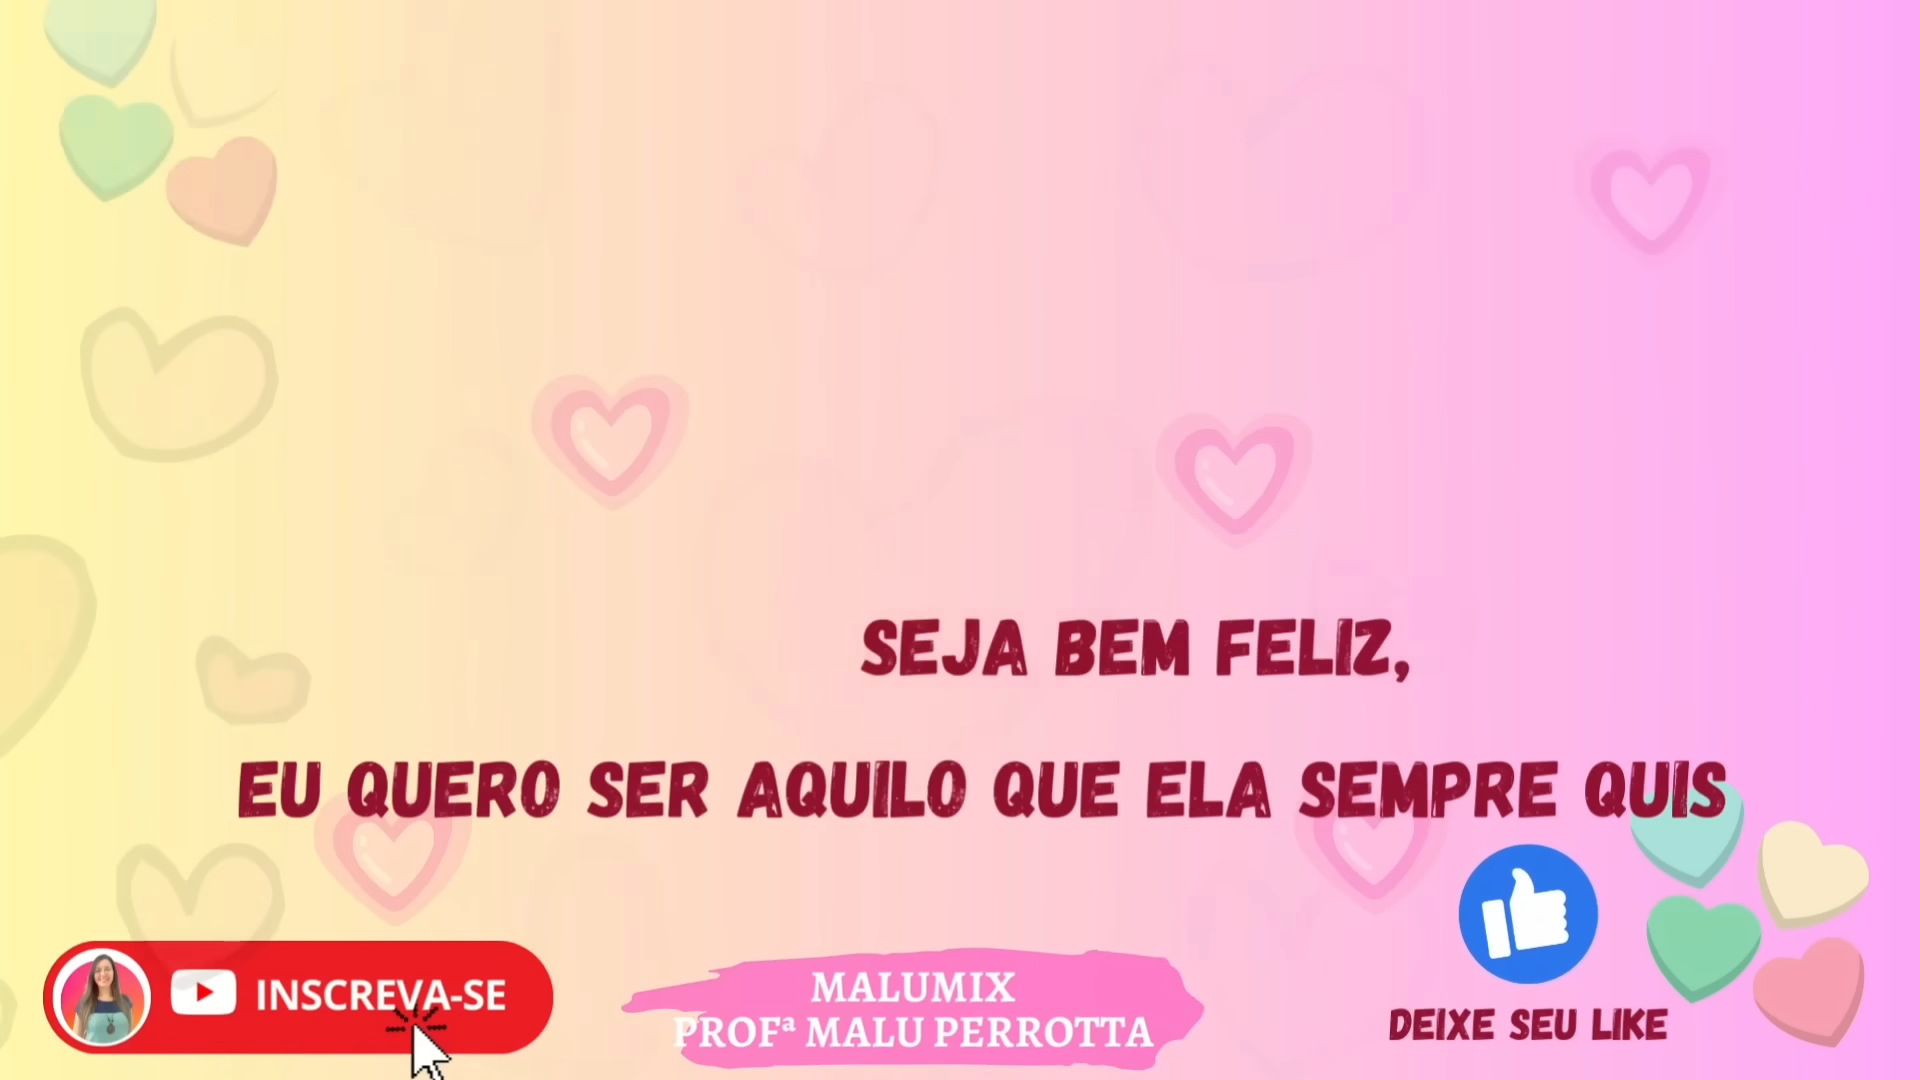 SEJA BEM FELIZ,
EU QUERO SER AQUILO QUE ELA SEMPRE QUIS
INSCREVA-SE
MALUMIX
PROFª MALU PERROTTA
DEIXE SEU LIKE